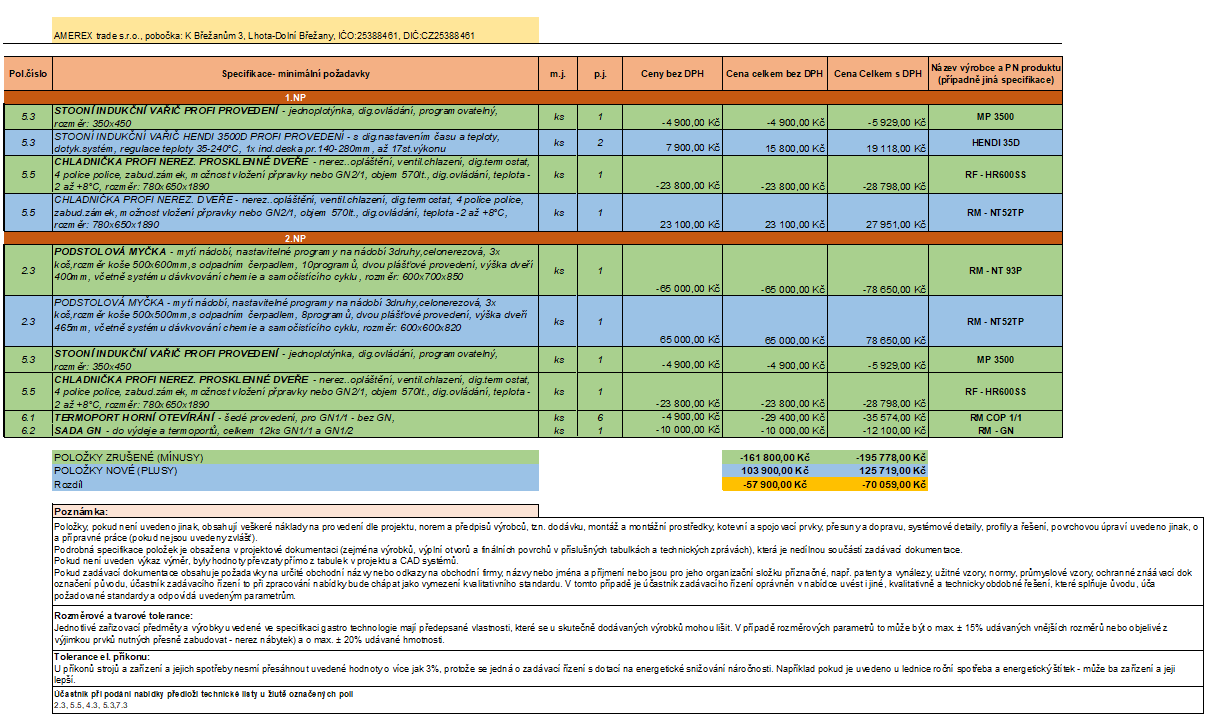 AMEREX trade s.r.o., pobočka: K Břežanům 3, Lhota-Dolní Břežany, IČO:25388461, DIČ:CZ25388461
Pol.číslo Specifikace- minimální požadavky m.j. p.j. Ceny bez DPH Cena celkem bez DPH Cena Celkem s DPH Název výrobce a PN produktu
(případně jiná specifikace)
1.NP
5.3 STOONÍ INDUKČNÍ VAŘIČ PROFI PROVEDENÍ - jednoplotýnka, dig.ovládání, programovatelný,
rozměr: 350x450 ks 1 -4 900,00 Kč -4 900,00 Kč -5 929,00 Kč MP 3500
5.3 STOONÍ INDUKČNÍ VAŘIČ HENDI 3500D PROFI PROVEDENÍ - s dig.nastavením času a teploty,
dotyk.systém, regulace teploty 35-240°C, 1x ind.deska pr.140-280mm, až 17st.výkonu ks 2 7 900,00 Kč 15 800,00 Kč 19 118,00 Kč HENDI 35D
5.5 CHLADNIČKA PROFI NEREZ. PROSKLENNÉ DVEŘE - nerez..opláštění, ventil.chlazení, dig.termostat,
4 police police, zabud.zámek, možnost vložení přpravky nebo GN2/1, objem 570lt., dig.ovládání, teplota -
2 až +8°C, rozměr: 780x650x1890 ks 1 -23 800,00 Kč -23 800,00 Kč -28 798,00 Kč RF - HR600SS
5.5 CHLADNIČKA PROFI NEREZ. DVEŘE - nerez..opláštění, ventil.chlazení, dig.termostat, 4 police police,
zabud.zámek, možnost vložení přpravky nebo GN2/1, objem 570lt., dig.ovládání, teplota -2 až +8°C,
rozměr: 780x650x1890 ks 1 23 100,00 Kč 23 100,00 Kč 27 951,00 Kč RM - NT52TP
2.NP
2.3 PODSTOLOVÁ MYČKA - mytí nádobí, nastavitelné programy na nádobí 3druhy,celonerezová, 3x
koš,rozměr koše 500x600mm,s odpadním čerpadlem, 10programů, dvou plášťové provedení, výška dveří
400mm, včetně systému dávkvování chemie a samočistícího cyklu , rozměr: 600x700x850 ks 1 -65 000,00 Kč -65 000,00 Kč -78 650,00 Kč RM - NT 93P
2.3 PODSTOLOVÁ MYČKA - mytí nádobí, nastavitelné programy na nádobí 3druhy,celonerezová, 3x
koš,rozměr koše 500x500mm,s odpadním čerpadlem, 8programů, dvou plášťové provedení, výška dveří
465mm, včetně systému dávkvování chemie a samočistícího cyklu, rozměr: 600x600x820 ks 1 65 000,00 Kč 65 000,00 Kč 78 650,00 Kč RM - NT52TP
5.3 STOONÍ INDUKČNÍ VAŘIČ PROFI PROVEDENÍ - jednoplotýnka, dig.ovládání, programovatelný,
rozměr: 350x450 ks 1 -4 900,00 Kč -4 900,00 Kč -5 929,00 Kč MP 3500
5.5 CHLADNIČKA PROFI NEREZ. PROSKLENNÉ DVEŘE - nerez..opláštění, ventil.chlazení, dig.termostat,
4 police police, zabud.zámek, možnost vložení přpravky nebo GN2/1, objem 570lt., dig.ovládání, teplota -
2 až +8°C, rozměr: 780x650x1890 ks 1 -23 800,00 Kč -23 800,00 Kč -28 798,00 Kč RF - HR600SS
6.1 TERMOPORT HORNÍ OTEVÍRÁNÍ - šedé provedení, pro GN1/1 - bez GN, ks 6 -4 900,00 Kč -29 400,00 Kč -35 574,00 Kč RM COP 1/1
6.2 SADA GN - do výdeje a termoportů, celkem 12ks GN1/1 a GN1/2 ks 1 -10 000,00 Kč -10 000,00 Kč -12 100,00 Kč RM - GN
POLOŽKY ZRUŠENÉ (MÍNUSY) -161 800,00 Kč -195 778,00 Kč
POLOŽKY NOVÉ (PLUSY) 103 900,00 Kč 125 719,00 Kč
Rozdíl -57 900,00 Kč -70 059,00 Kč
Poznámka:
Položky, pokud není uvedeno jinak, obsahují veškeré náklady na provedení dle projektu, norem a předpisů výrobců, tzn. dodávku, montáž a montážní prostředky, kotevní a spojovací prvky, přesuny a dopravu, systémové detaily, profily a řešení, povrchovou úpraví uvedeno jinak, o
a přípravné práce (pokud nejsou uvedeny zvlášť).
Podrobná specifikace položek je obsažena v projektové dokumentaci (zejména výrobků, výplní otvorů a finálních povrchů v příslušných tabulkách a technických zprávách), která je nedílnou součástí zadávací dokumentace.
Pokud není uveden výkaz výměr, byly hodnoty převzaty přímo z tabulek v projektu a CAD systémů.
Pokud zadávací dokumentace obsahuje požadavky na určité obchodní názvy nebo odkazy na obchodní firmy, názvy nebo jména a příjmení nebo jsou pro jeho organizační složku příznačné, např. patenty a vynálezy, užitné vzory, normy, průmyslové vzory, ochranné znáávací dok
označení původu, účastník zadávacího řízení to při zpracování nabídky bude chápat jako vymezení kvalitativního standardu. V tomto případě je účastník zadávacího řízení oprávněn v nabídce uvést i jiné, kvalitativně a technicky obdobné řešení, které splňuje úvodu, úča
požadované standardy a odpovídá uvedeným parametrům.
Rozměrové a tvarové tolerance:
Jednotlivé zařizovací předměty a výrobky uvedené ve specifikaci gastro technologie mají předepsané vlastnosti, které se u skutečně dodávaných výrobků mohou lišit. V případě rozměrových parametrů to může být o max. ± 15% udávaných vnějších rozměrů nebo objelivé z
výjimkou prvků nutných přesně zabudovat - nerez nábytek) a o max. ± 20% udávané hmotnosti.
Tolerance el. příkonu:
U příkonů strojů a zařízení a jejich spotřeby nesmí přesáhnout uvedené hodnoty o více jak 3%, protože se jedná o zadávací řízení s dotací na energetické snižování náročnosti. Například pokud je uvedeno u lednice roční spotřeba a energetický štítek - může ba zařízení a její
lepší.
Účastník při podání nabídky předloží technické listy u žlutě označených polí
2.3, 5.5, 4.3, 5.3,7.3